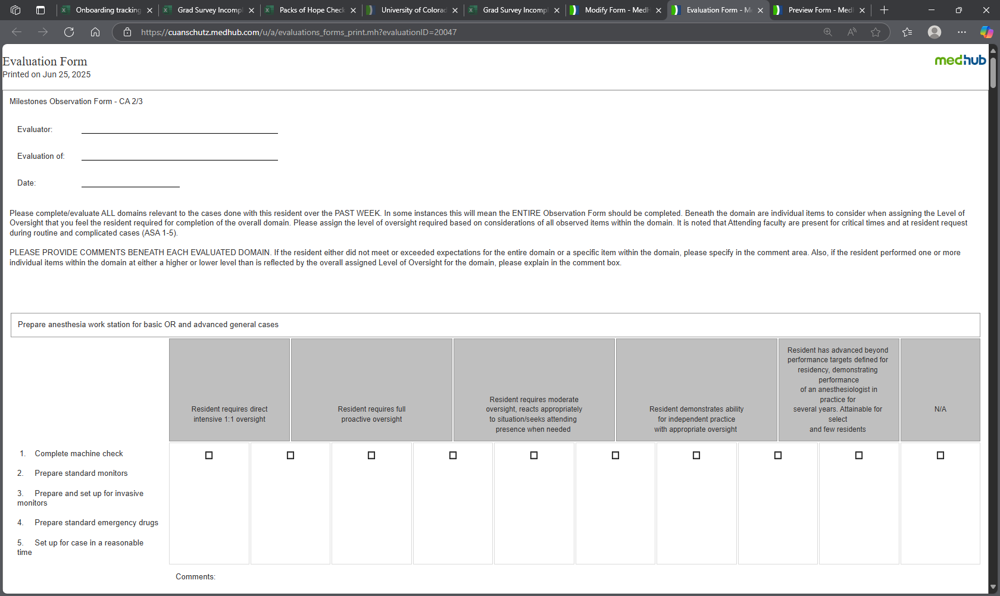 Onboarding tracking
Grad Survey Incompl
Packs of Hope Check
University of Colorad
Grad Survey Incompl
Modify Form - MedH
Evaluation Form - M
Preview Form - Med
https://cuanschutz.medhub.com/u/a/evaluations_forms_print.mh?evaluationID=20047
Evaluation Form
medhub
Printed on Jun 25, 2025
Milestones Observation Form - CA 2/3
Evaluator:
Evaluation of:
Date:
Please complete/evaluate ALL domains relevant to the cases done with this resident over the PAST WEEK. In some instances this will mean the ENTIRE Observation Form should be completed. Beneath the domain are individual items to consider when assigning the Level of
Oversight that you feel the resident required for completion of the overall domain. Please assign the level of oversight required based on considerations of all observed items within the domain. It is noted that Attending faculty are present for critical times and at resident request
during routine and complicated cases (ASA 1-5).
PLEASE PROVIDE COMMENTS BENEATH EACH EVALUATED DOMAIN. If the resident either did not meet or exceeded expectations for the entire domain or a specific item within the domain, please specify in the comment area. Also, if the resident performed one or more
individual items within the domain at either a higher or lower level than is reflected by the overall assigned Level of Oversight for the domain, please explain in the comment box.
Prepare anesthesia work station for basic OR and advanced general cases
Resident requires direct
intensive 1:1 oversight
Resident requires full
proactive oversight
Resident requires moderate
oversight, reacts appropriately
to situation/seeks attending
presence when needed
Resident demonstrates ability
for independent practice
with appropriate oversight
Resident has advanced beyond
performance targets defined for
residency, demonstrating
performance
of an anesthesiologist in
practice for
several years. Attainable for
select
and few residents
N/A
1. Complete machine check
2. Prepare standard monitors
3. Prepare and set up for invasive
monitors
4. Prepare standard emergency drugs
5. Set up for case in a reasonable
time
Comments: